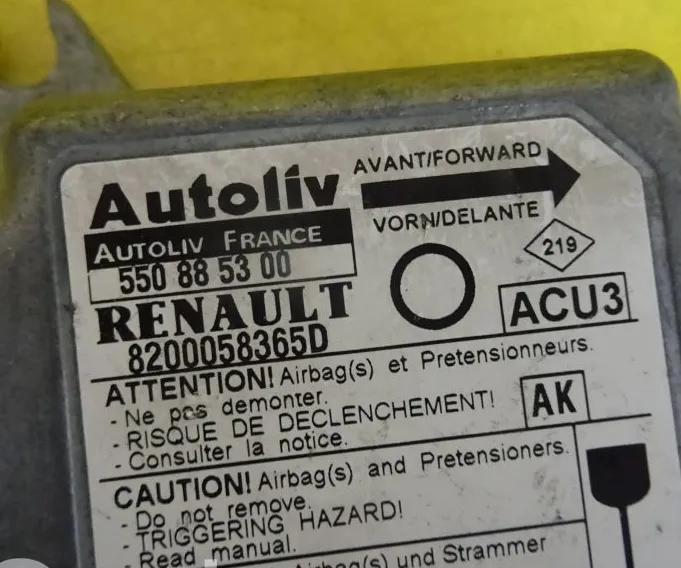 Autoliv
AVANT/FORWARD
AUTOLIV FRANCE
VORN/DELANTE
550 88 53 00
219
RENAULT
ACU3
8200058365D
ATTENTION! Airbag(s) et Pretensionneurs.
- Ne pas demonter.
- RISQUE DE DECLENCHEMENT!
- Consulter la notice.
AK
CAUTION! Airbag(s) and Pretensioners.
- Do not remove.
- TRIGGERING HAZARD!
- Read manual.
Airbag(s) und Strammer